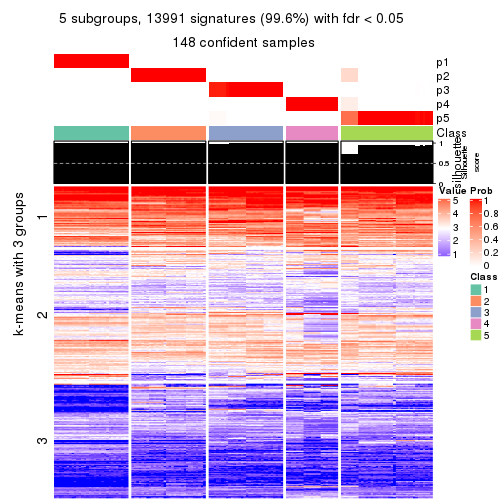 5 subgroups, 13991 signatures (99.6%) with fdr < 0.05
148 confident samples
p1
p2
p3
p4
p5
Class
1
0.5
0
silhouette
Silhouette
score
k-means with 3 groups
1
2
3
Value
5
4
3
2
1
Prob
1
0.8
0.6
0.4
0.2
0
Class
1
2
3
4
5